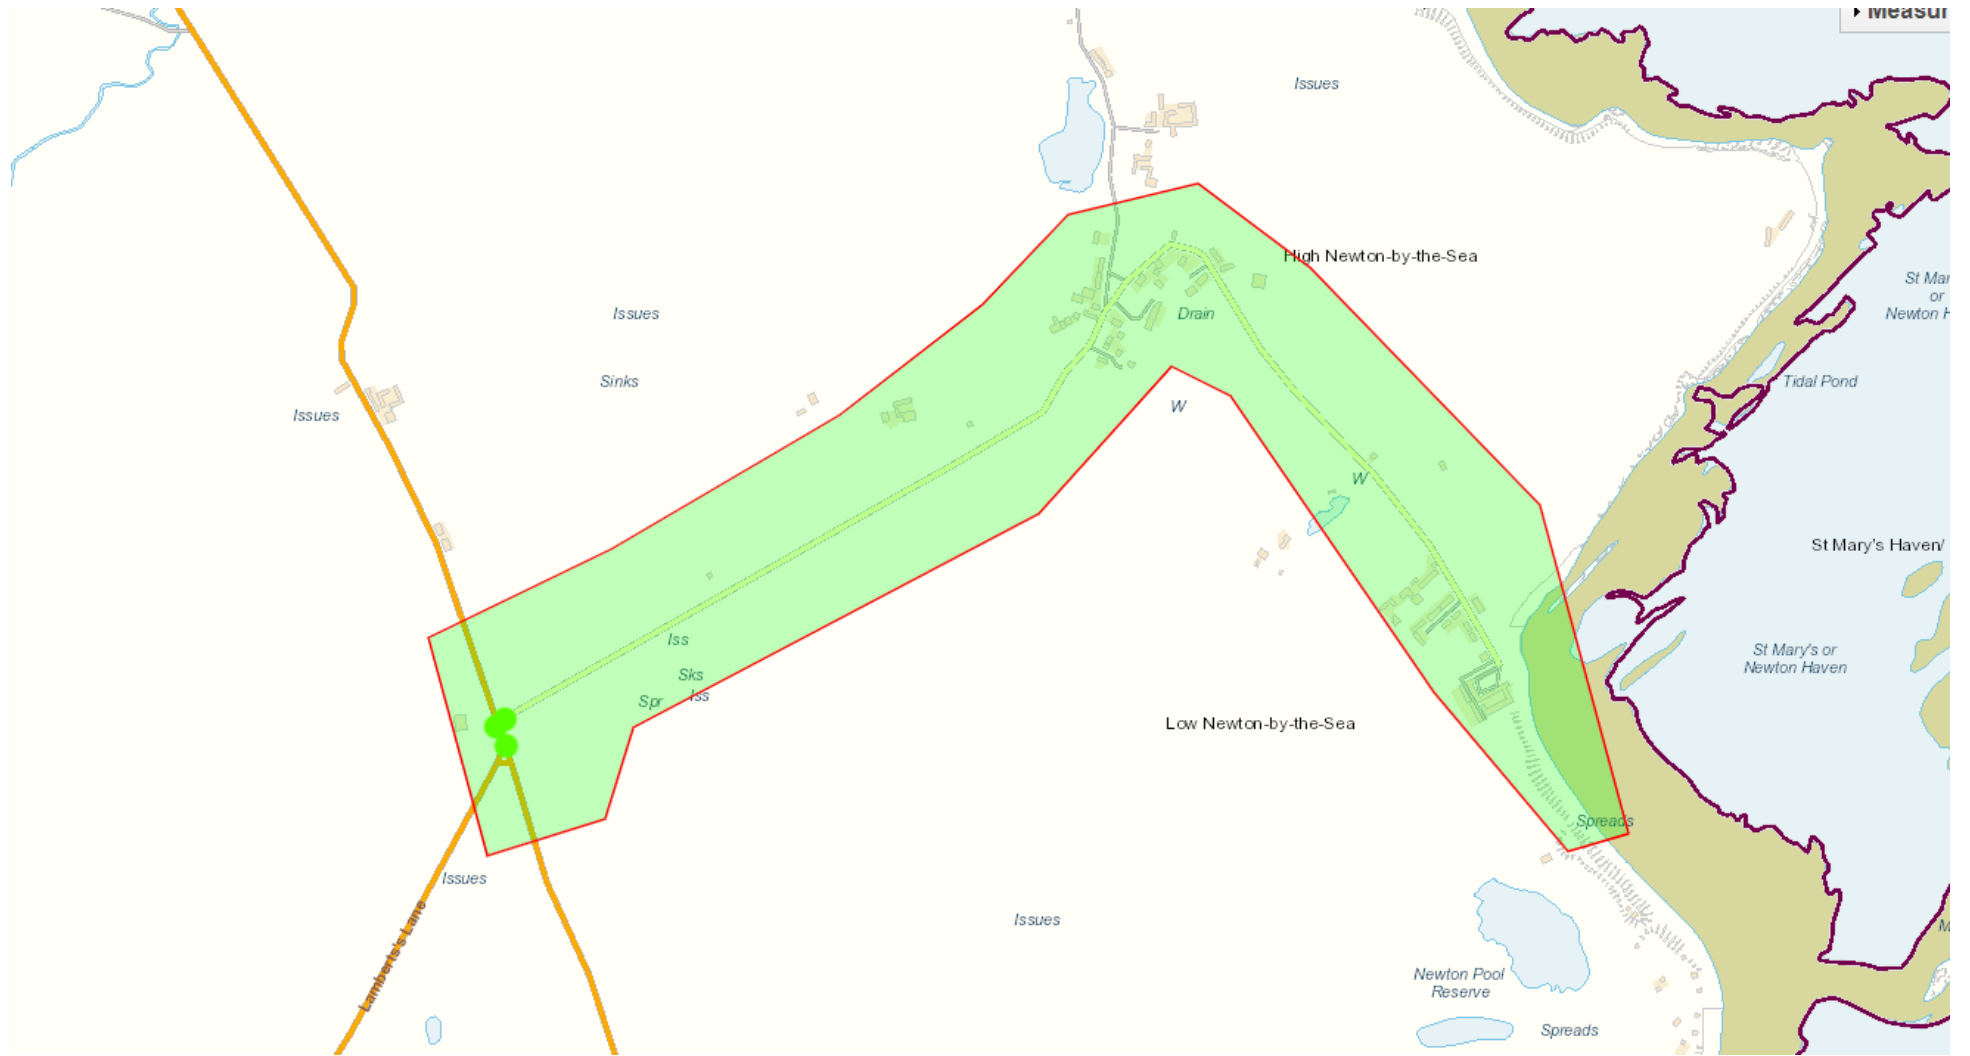 Measur
Issues
High Newton-by-the-Sea
St Mar
or
Newton H
Issues
Drain
Sinks
Tidal Pond
Issues
W
W
St Mary's Haven/
Iss
St Mary's or
Newton Haven
Sks
Spr
Iss
Low Newton-by-the-Sea
Spreads
Issues
Issues
Lamberts's Lane
M
Newton Pool
Reserve
Spreads